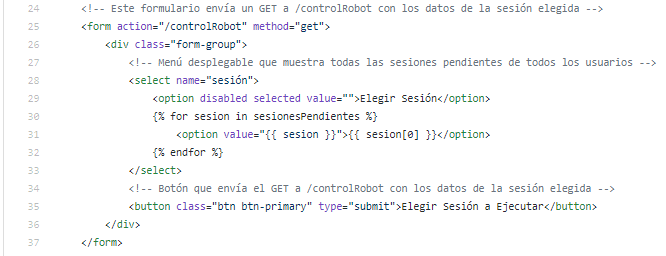 24 <!-- Este formulario envía un GET a /controlRobot con los datos de la sesión elegida -->
25 <form action="/controlRobot" method="get">
26 <div class="form-group">
27 <!-- Menú desplegable que muestra todas las sesiones pendientes de todos los usuarios -->
28 <select name="sesión">
29 <option disabled selected value="">Elegir Sesión</option>
30 {% for sesion in sesionesPendientes %}
31 <option value="{{ sesion }}">{{ sesion[0] }}</option>
32 {% endfor %}
33 </select>
34 <!-- Botón que envía el GET a /controlRobot con los datos de la sesión elegida -->
35 <button class="btn btn-primary" type="submit">Elegir Sesión a Ejecutar</button>
36 </div>
37 </form>